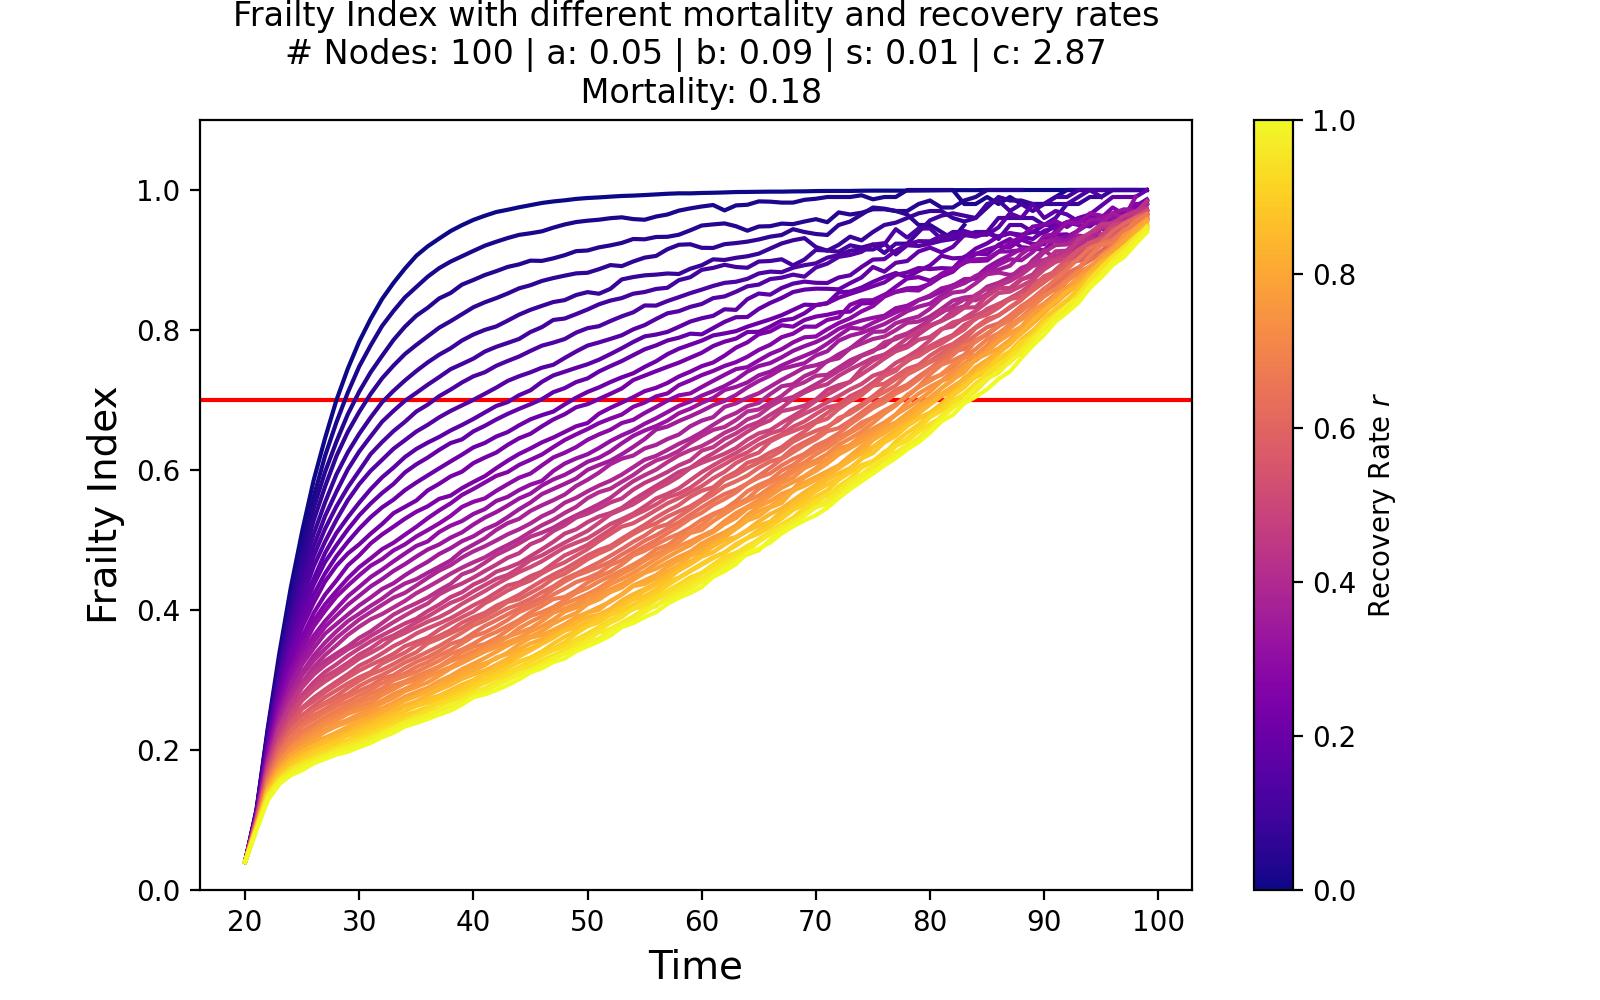 Frailty Index with different mortality and recovery rates
# Nodes: 100 | a: 0.05 | b: 0.09 | s: 0.01 | c: 2.87
Mortality: 0.18
Frailty Index
1.0
0.8
0.6
0.4
0.2
0.0
20 30 40 50 60 70 80 90 100
Time
1.0
0.8
0.6
0.4
0.2
0.0
Recovery Rate r